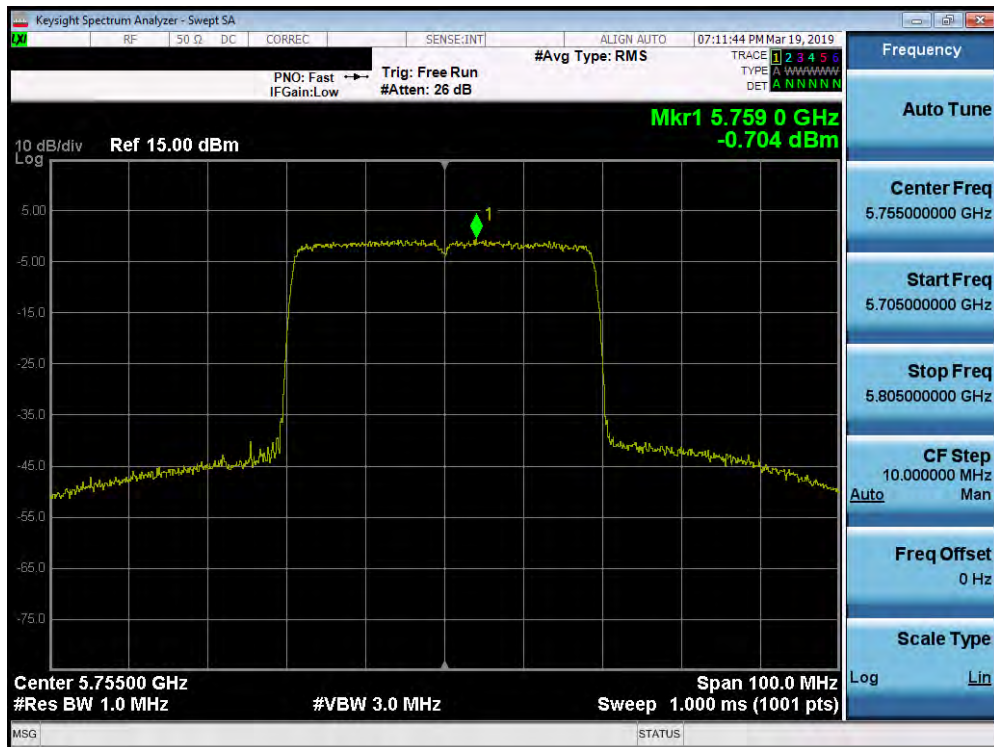 Keysight Spectrum Analyzer - Swept SA
LXI RF 50 Ω DC CORREC SENSE:INT ALIGN AUTO 07:11:44 PM Mar 19, 2019
PNO: Fast Trig: Free Run #Avg Type: RMS TRACE 1 2 3 4 5 6
IFGain:Low #Atten: 26 dB TYPE A WWWWW
DET A N N N N N
Mkr1 5.759 0 GHz
-0.704 dBm
10 dB/div Ref 15.00 dBm
Log
1
5.00
-5.00
-15.0
-25.0
-35.0
-45.0
-55.0
-65.0
-75.0
Center 5.75500 GHz Span 100.0 MHz
#Res BW 1.0 MHz #VBW 3.0 MHz Sweep 1.000 ms (1001 pts)
MSG STATUS
Frequency
Auto Tune
Center Freq
5.755000000 GHz
Start Freq
5.705000000 GHz
Stop Freq
5.805000000 GHz
CF Step
10.000000 MHz
Auto Man
Freq Offset
0 Hz
Scale Type
Log Lin